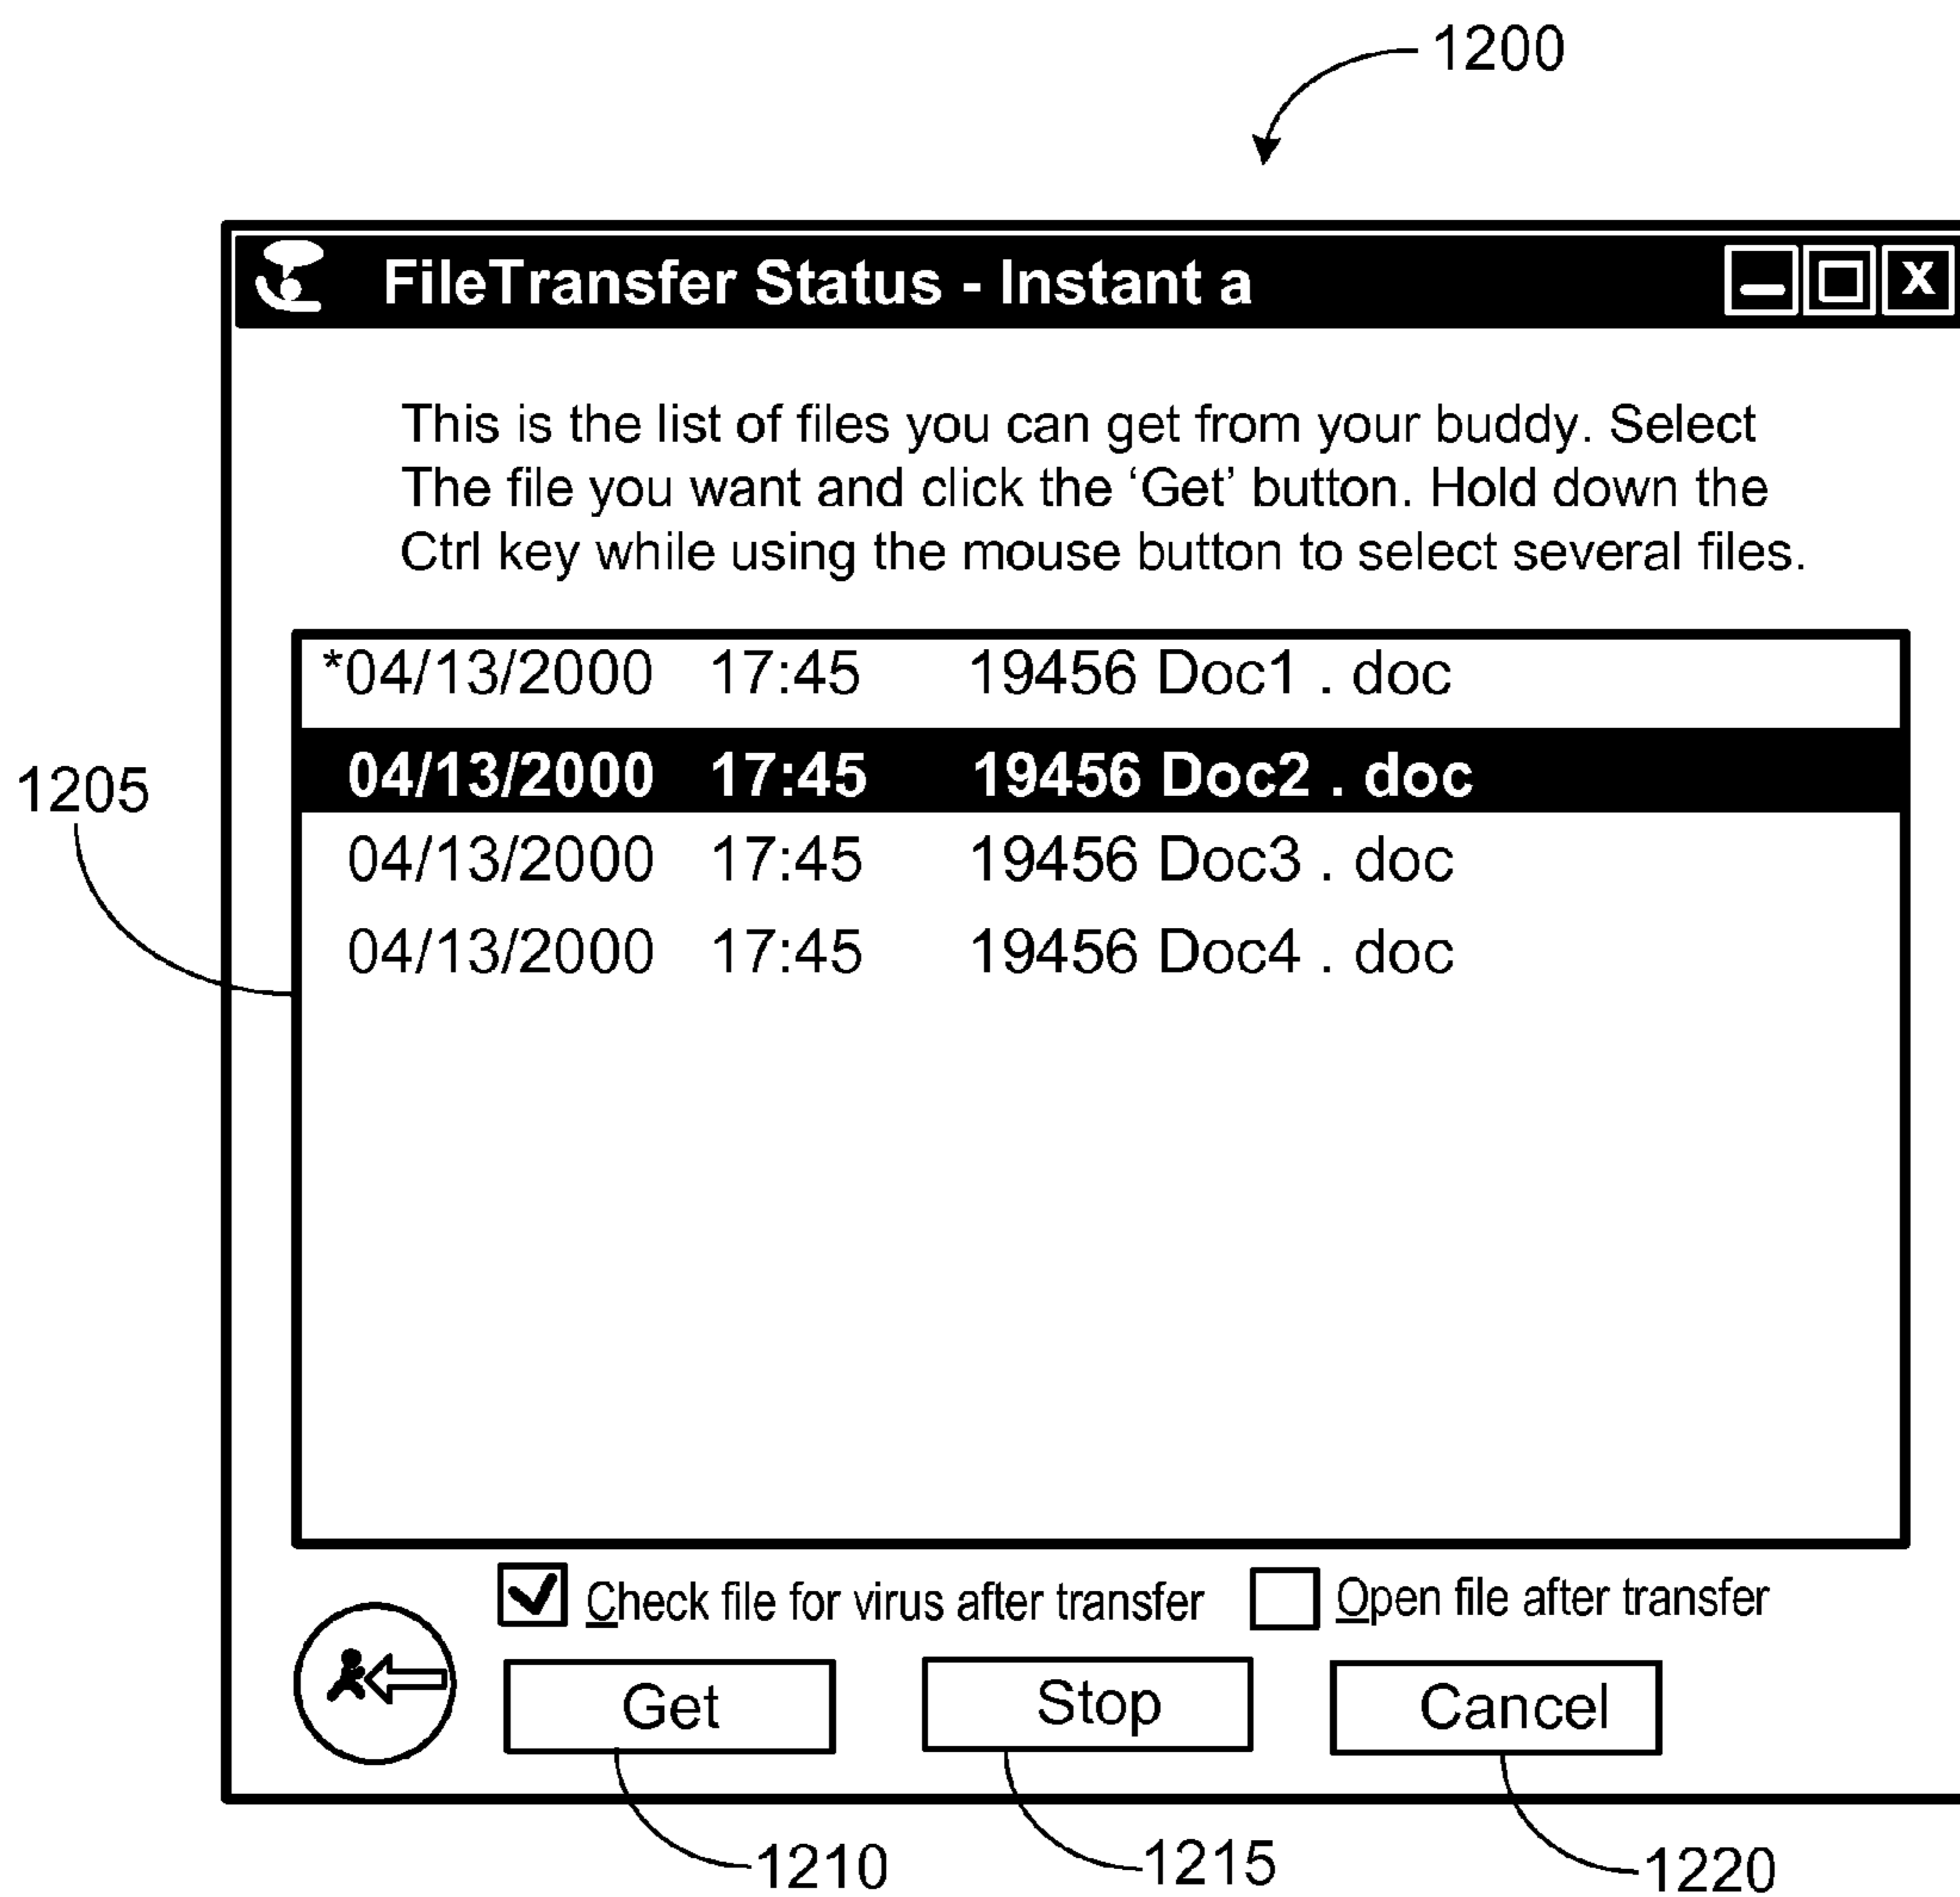 1200
FileTransfer Status - Instant a
X
This is the list of files you can get from your buddy. Select
The file you want and click the ‘Get’ button. Hold down the
Ctrl key while using the mouse button to select several files.
*04/13/2000 17:45 19456 Doc1 . doc
04/13/2000 17:45 19456 Doc2 . doc
1205
04/13/2000 17:45 19456 Doc3 . doc
04/13/2000 17:45 19456 Doc4 . doc
Check file for virus after transfer
Open file after transfer
Get
Stop
Cancel
1210
1215
1220